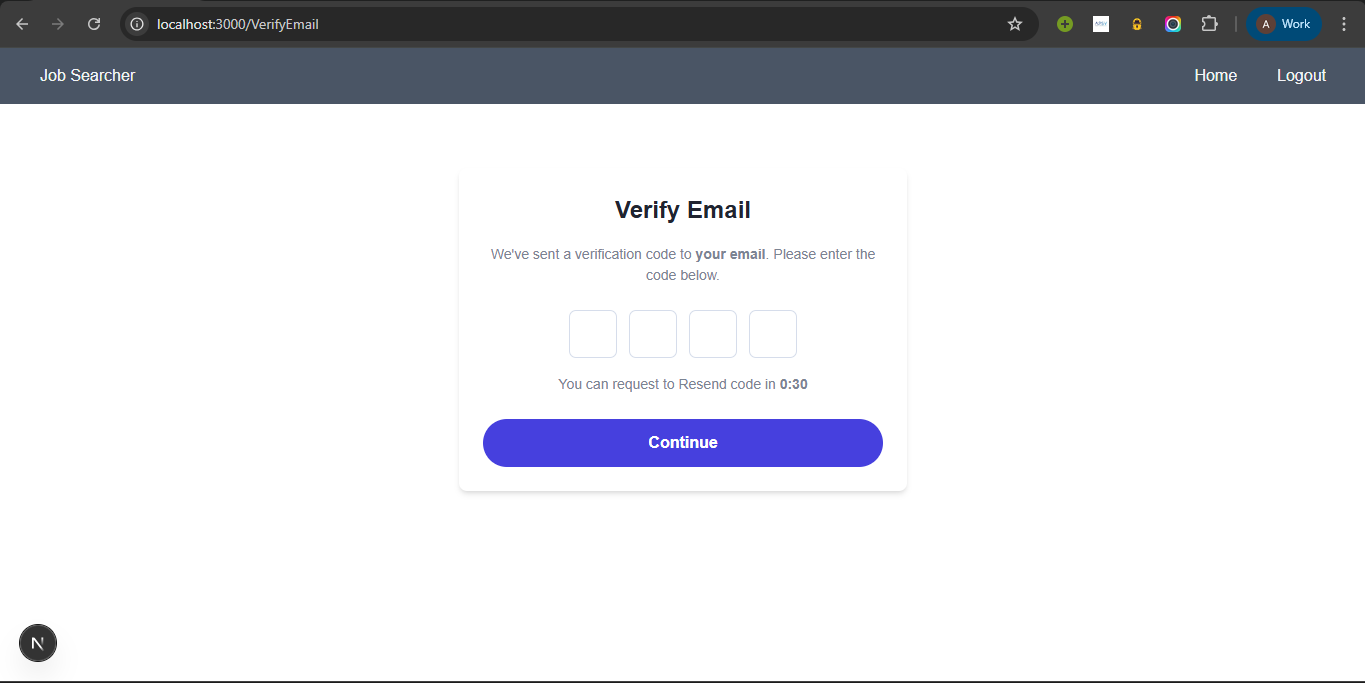 localhost:3000/VerifyEmail
A Work
Job Searcher Home Logout
Verify Email
We've sent a verification code to your email. Please enter the
code below.
You can request to Resend code in 0:30
Continue
N